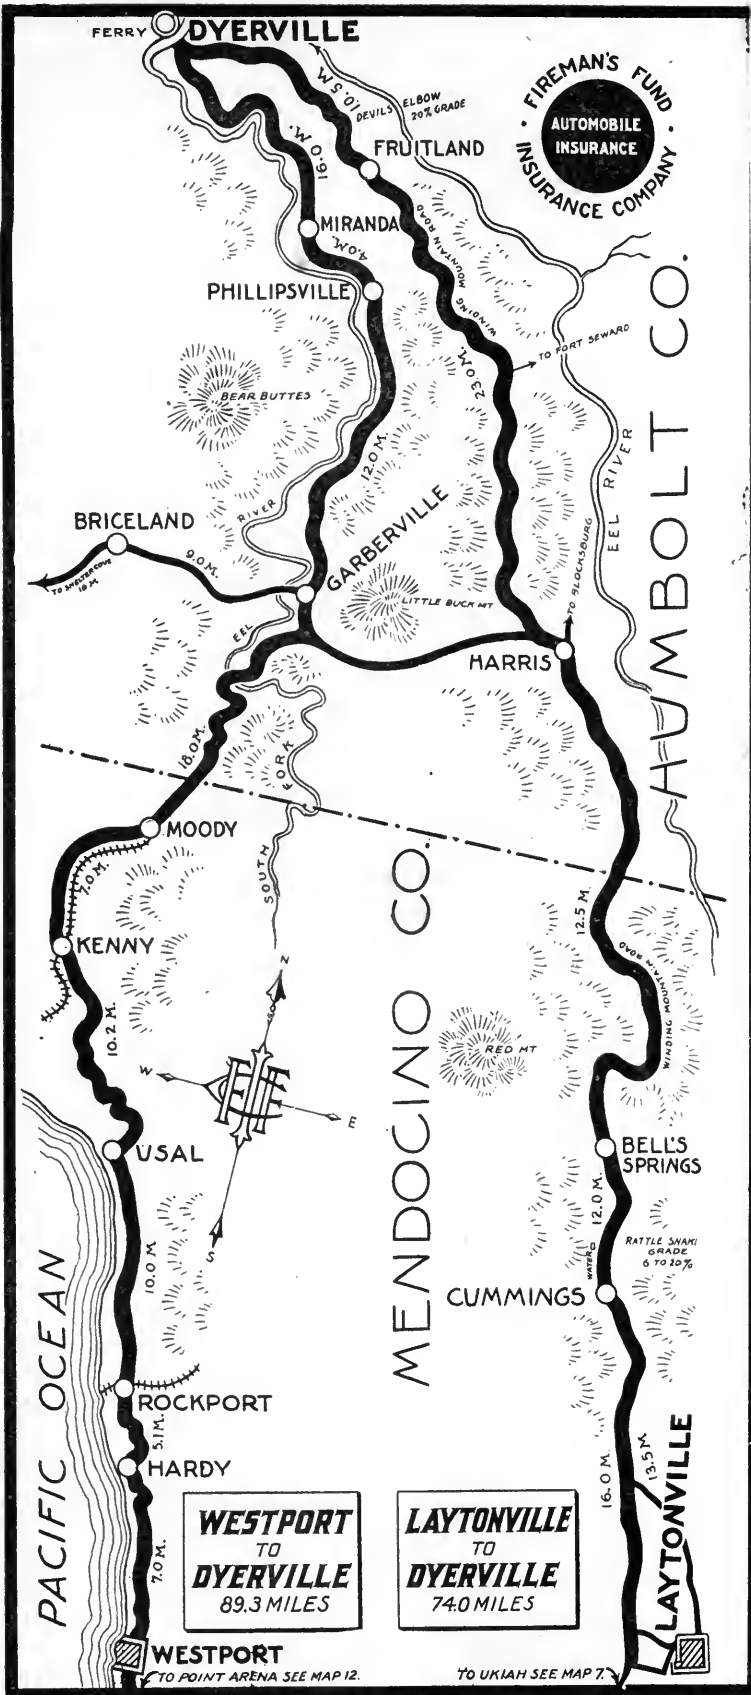 FERRY
DYERVILLE
FIREMAN'S FUND
INSURANCE COMPANY
AUTOMOBILE
INSURANCE
10.5 M.
DEVILS ELBOW
20% GRADE
FRUITLAND
16.0 M.
MIRANDA
4.0 M.
PHILLIPSVILLE
WINDING MOUNTAIN ROAD
TO FORT SEWARD
23.0 M.
BEAR BUTTES
12.0 M.
RIVER
EEL RIVER
HUMBOLT CO.
BRICELAND
9.0 M.
TO SHELTER COVE
18 M.
GARBERVILLE
LITTLE BUCK MT
TO BLOCKSBURG
EEL
HARRIS
18.0 M.
FORK
SOUTH
MOODY
7.0 M.
KENNY
MENDOCINO CO.
12.5 M.
WINDING MOUNTAIN ROAD
10.2 M.
N
W
E
S
RED MT
USAL
BELL'S
SPRINGS
12.0 M.
RATTLE SNAKE
GRADE
6 TO 20%
WATER
CUMMINGS
10.0 M
PACIFIC OCEAN
ROCKPORT
5.1 M.
HARDY
7.0 M.
16.0 M.
13.5 M
LAYTONVILLE
WESTPORT
TO
DYERVILLE
89.3 MILES
LAYTONVILLE
TO
DYERVILLE
74.0 MILES
WESTPORT
TO POINT ARENA SEE MAP 12.
TO UKIAH SEE MAP 7.